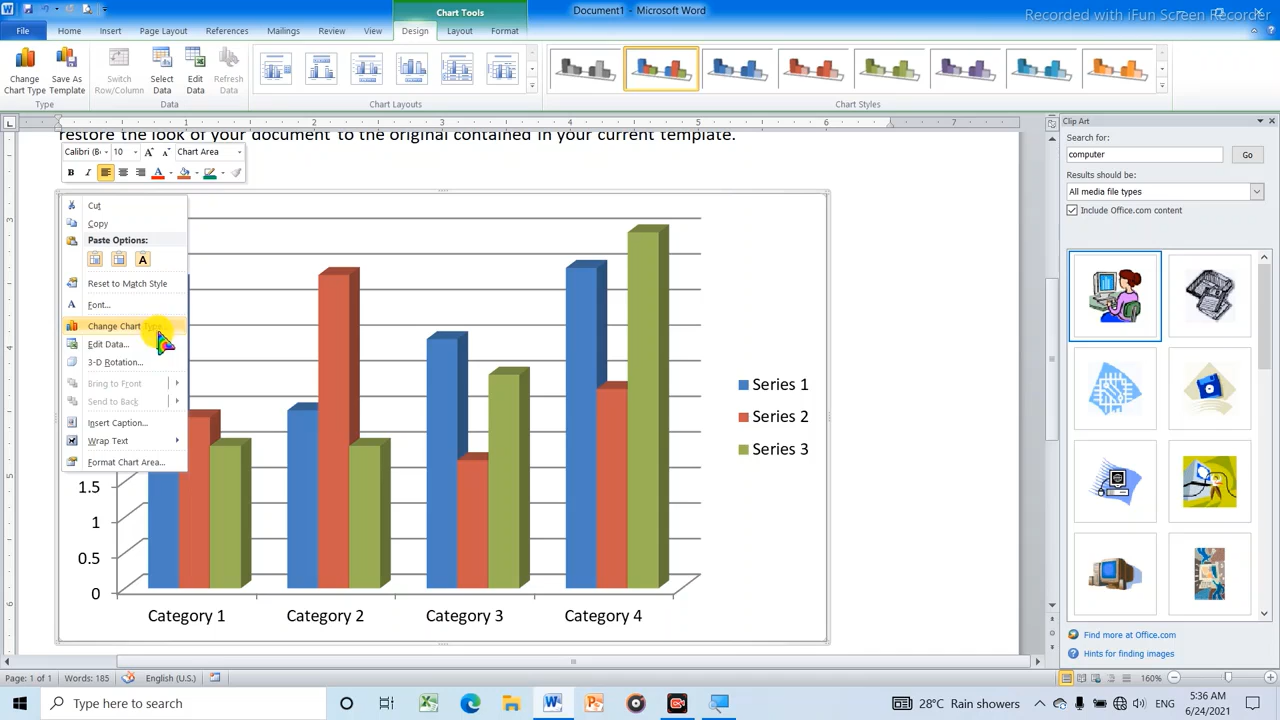 Chart Tools
Document1 - Microsoft Word
Recorded with iFun Screen Recorder
File
Home
Insert
Page Layout
References
Mailings
Review
View
Design
Layout
Format
Change Chart Type
Save As Template
Switch Row/Column
Select Data
Edit Data
Refresh Data
Type
Data
Chart Layouts
Chart Styles
1 2 3 4 5 6 7
restore the look of your document to the original contained in your current template.
Calibri (B
10
Chart Area
B
I
Cut
Copy
Paste Options:
Reset to Match Style
Font...
Change Chart
Edit Data...
3-D Rotation...
Bring to Front
Send to Back
Insert Caption...
Wrap Text
Format Chart Area...
1.5
1
0.5
0
Category 1
Category 2
Category 3
Category 4
Series 1
Series 2
Series 3
Clip Art
Search for:
computer
Go
Results should be:
All media file types
Include Office.com content
Find more at Office.com
Hints for finding images
Page: 1 of 1
Words: 185
English (U.S.)
160%
Type here to search
28°C Rain showers
ENG
5:36 AM
6/24/2021